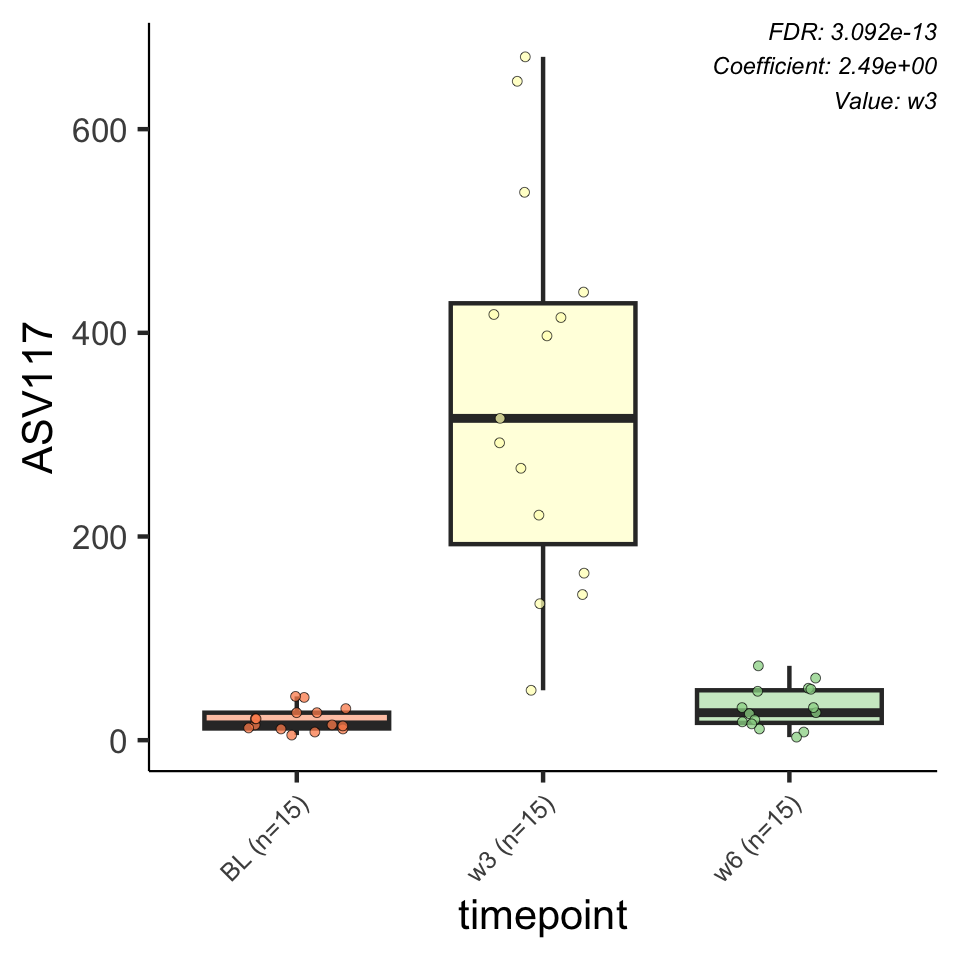 FDR: 3.092e-13
Coefficient: 2.49e+00
Value: w3
600
400
200
0
ASV117
BL (n=15)
w3 (n=15)
w6 (n=15)
timepoint